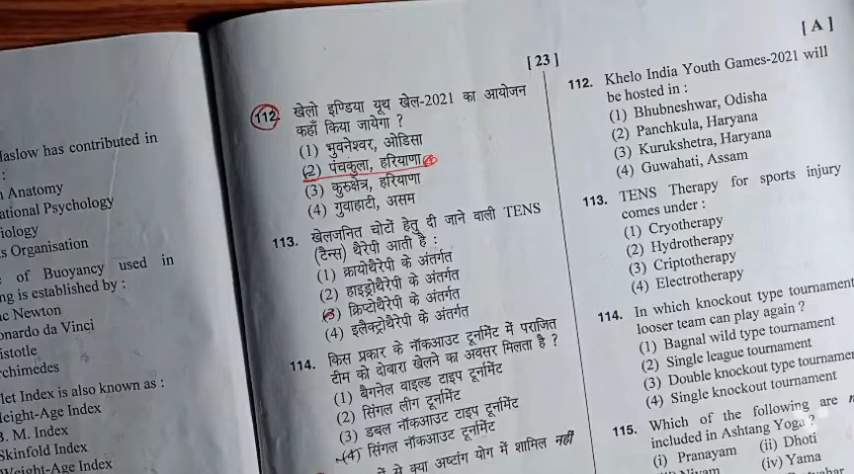 [ A ]
[ 23 ]
aslow has contributed in
:
Anatomy
ational Psychology
iology
s Organisation
of Buoyancy used in
ng is established by :
c Newton
onardo da Vinci
istotle
chimedes
let Index is also known as :
eight-Age Index
. M. Index
Skinfold Index
Weight-Age Index
112. खेलो इण्डिया यूथ खेल-2021 का आयोजन
कहाँ किया जायेगा ?
(1) भुवनेश्वर, ओडिसा
(2) पंचकुला, हरियाणा
(3) कुरुक्षेत्र, हरियाणा
(4) गुवाहाटी, असम
113. खेलजनित चोटों हेतु दी जाने वाली TENS
(टैन्स) थैरेपी आती है :
(1) क्रायोथैरेपी के अंतर्गत
(2) हाइड्रोथैरेपी के अंतर्गत
(3) क्रिप्टोथैरेपी के अंतर्गत
(4) इलैक्ट्रोथैरेपी के अंतर्गत
114. किस प्रकार के नॉकआउट टूर्नामेंट में पराजित
टीम को दोबारा खेलने का अवसर मिलता है ?
(1) बैगनेल वाइल्ड टाइप टूर्नामेंट
(2) सिंगल लीग टूर्नामेंट
(3) डबल नॉकआउट टाइप टूर्नामेंट
(4) सिंगल नॉकआउट टूर्नामेंट
में से क्या अष्टांग योग में शामिल नहीं
112. Khelo India Youth Games-2021 will
be hosted in :
(1) Bhubneshwar, Odisha
(2) Panchkula, Haryana
(3) Kurukshetra, Haryana
(4) Guwahati, Assam
113. TENS Therapy for sports injury
comes under :
(1) Cryotherapy
(2) Hydrotherapy
(3) Criptotherapy
(4) Electrotherapy
114. In which knockout type tournament
looser team can play again ?
(1) Bagnal wild type tournament
(2) Single league tournament
(3) Double knockout type tournamen
(4) Single knockout tournament
115. Which of the following are n
included in Ashtang Yoga ?
(i) Pranayam (ii) Dhoti
(iv) Yama